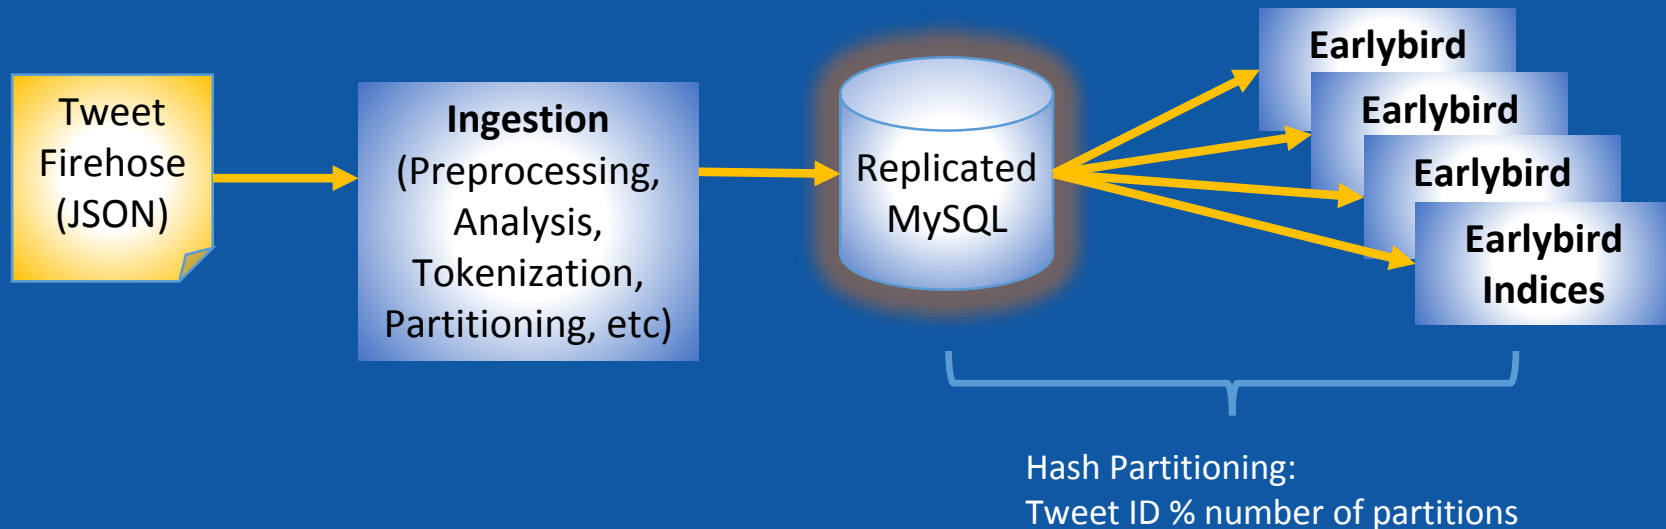 Tweet
Firehose
(JSON)
Ingestion
(Preprocessing,
Analysis,
Tokenization,
Partitioning, etc)
Replicated
MySQL
Earlybird
Earlybird
Earlybird
Earlybird
Indices
Hash Partitioning:
Tweet ID % number of partitions